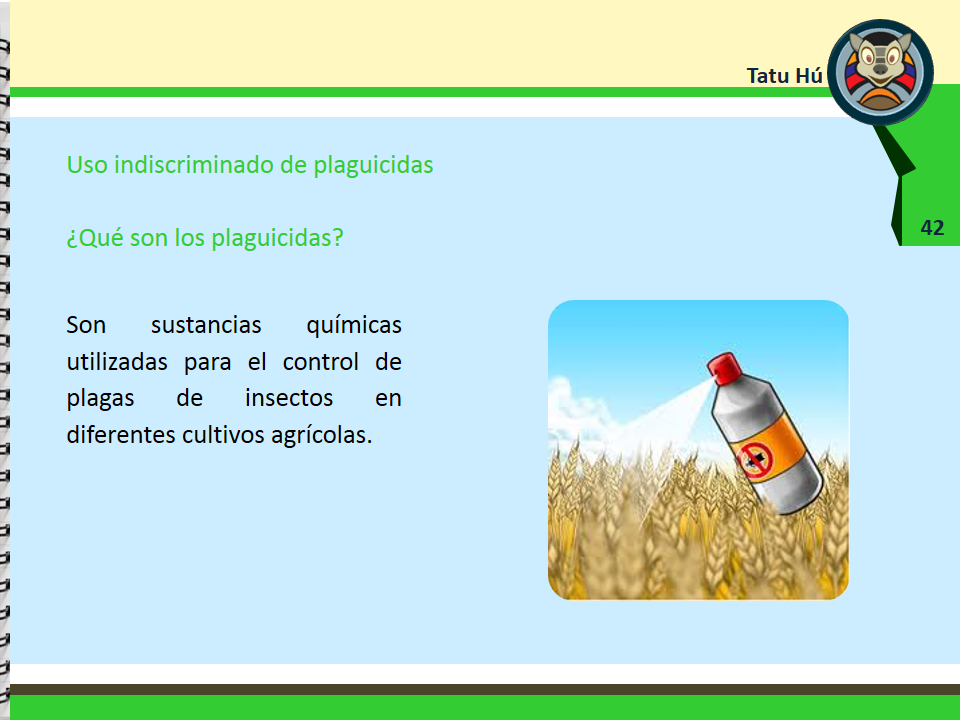 Tatu Hú
Uso indiscriminado de plaguicidas
42
¿Qué son los plaguicidas?
Son sustancias químicas
utilizadas para el control de
plagas de insectos en
diferentes cultivos agrícolas.